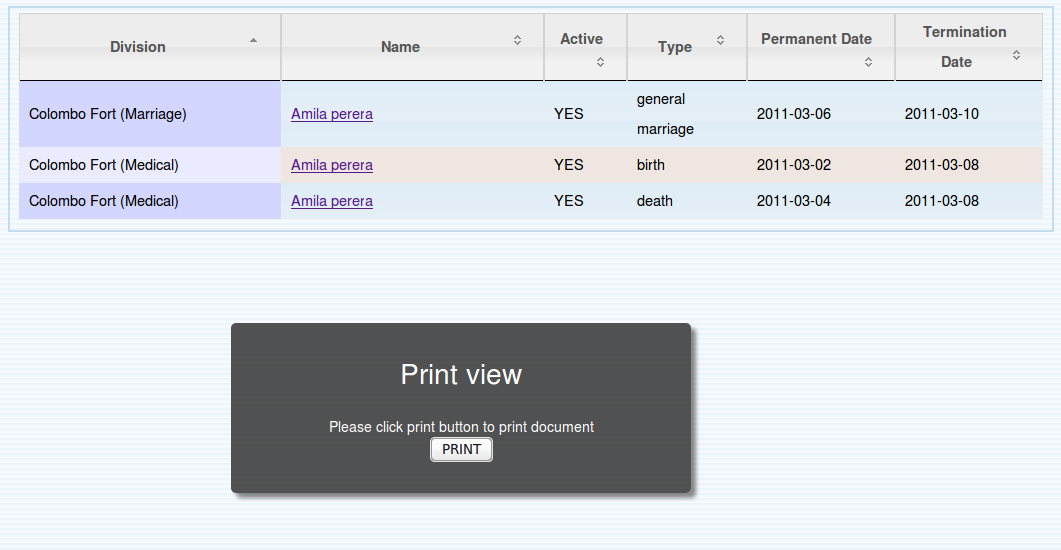 Division Name Active Type Permanent Date Termination Date
Colombo Fort (Marriage) Amila perera YES general marriage 2011-03-06 2011-03-10
Colombo Fort (Medical) Amila perera YES birth 2011-03-02 2011-03-08
Colombo Fort (Medical) Amila perera YES death 2011-03-04 2011-03-08
Print view
Please click print button to print document
PRINT